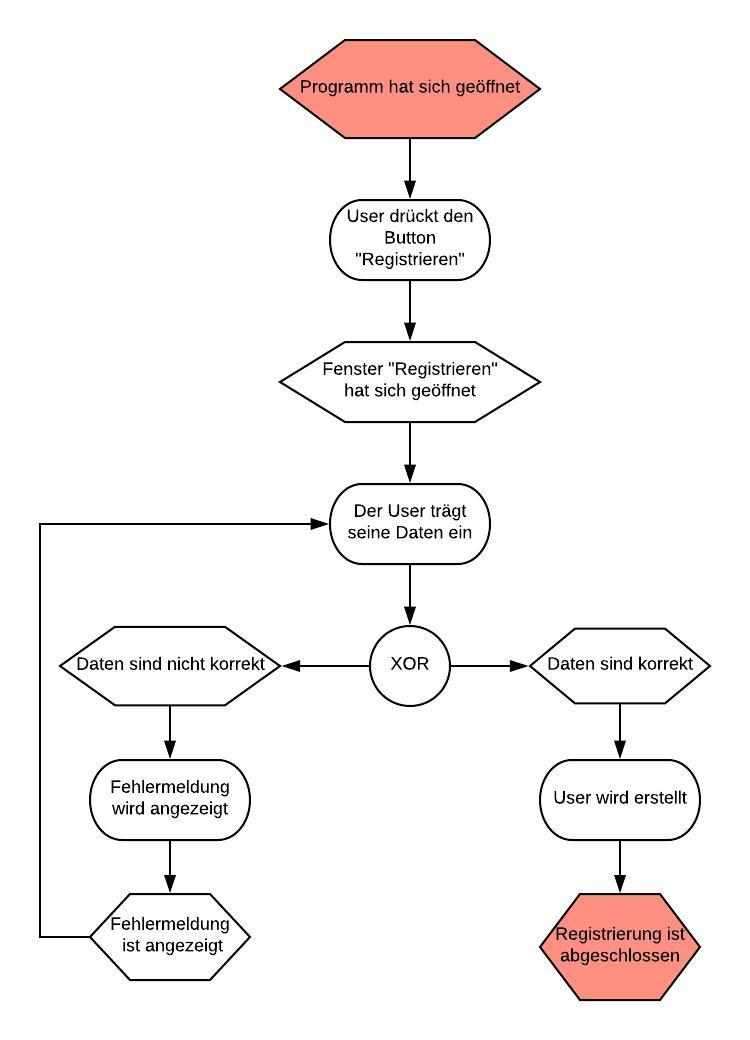 Programm hat sich geöffnet
User drückt den
Button
"Registrieren"
Fenster "Registrieren"
hat sich geöffnet
Der User trägt
seine Daten ein
Daten sind nicht korrekt
XOR
Daten sind korrekt
Fehlermeldung
wird angezeigt
User wird erstellt
Fehlermeldung
ist angezeigt
Registrierung ist
abgeschlossen